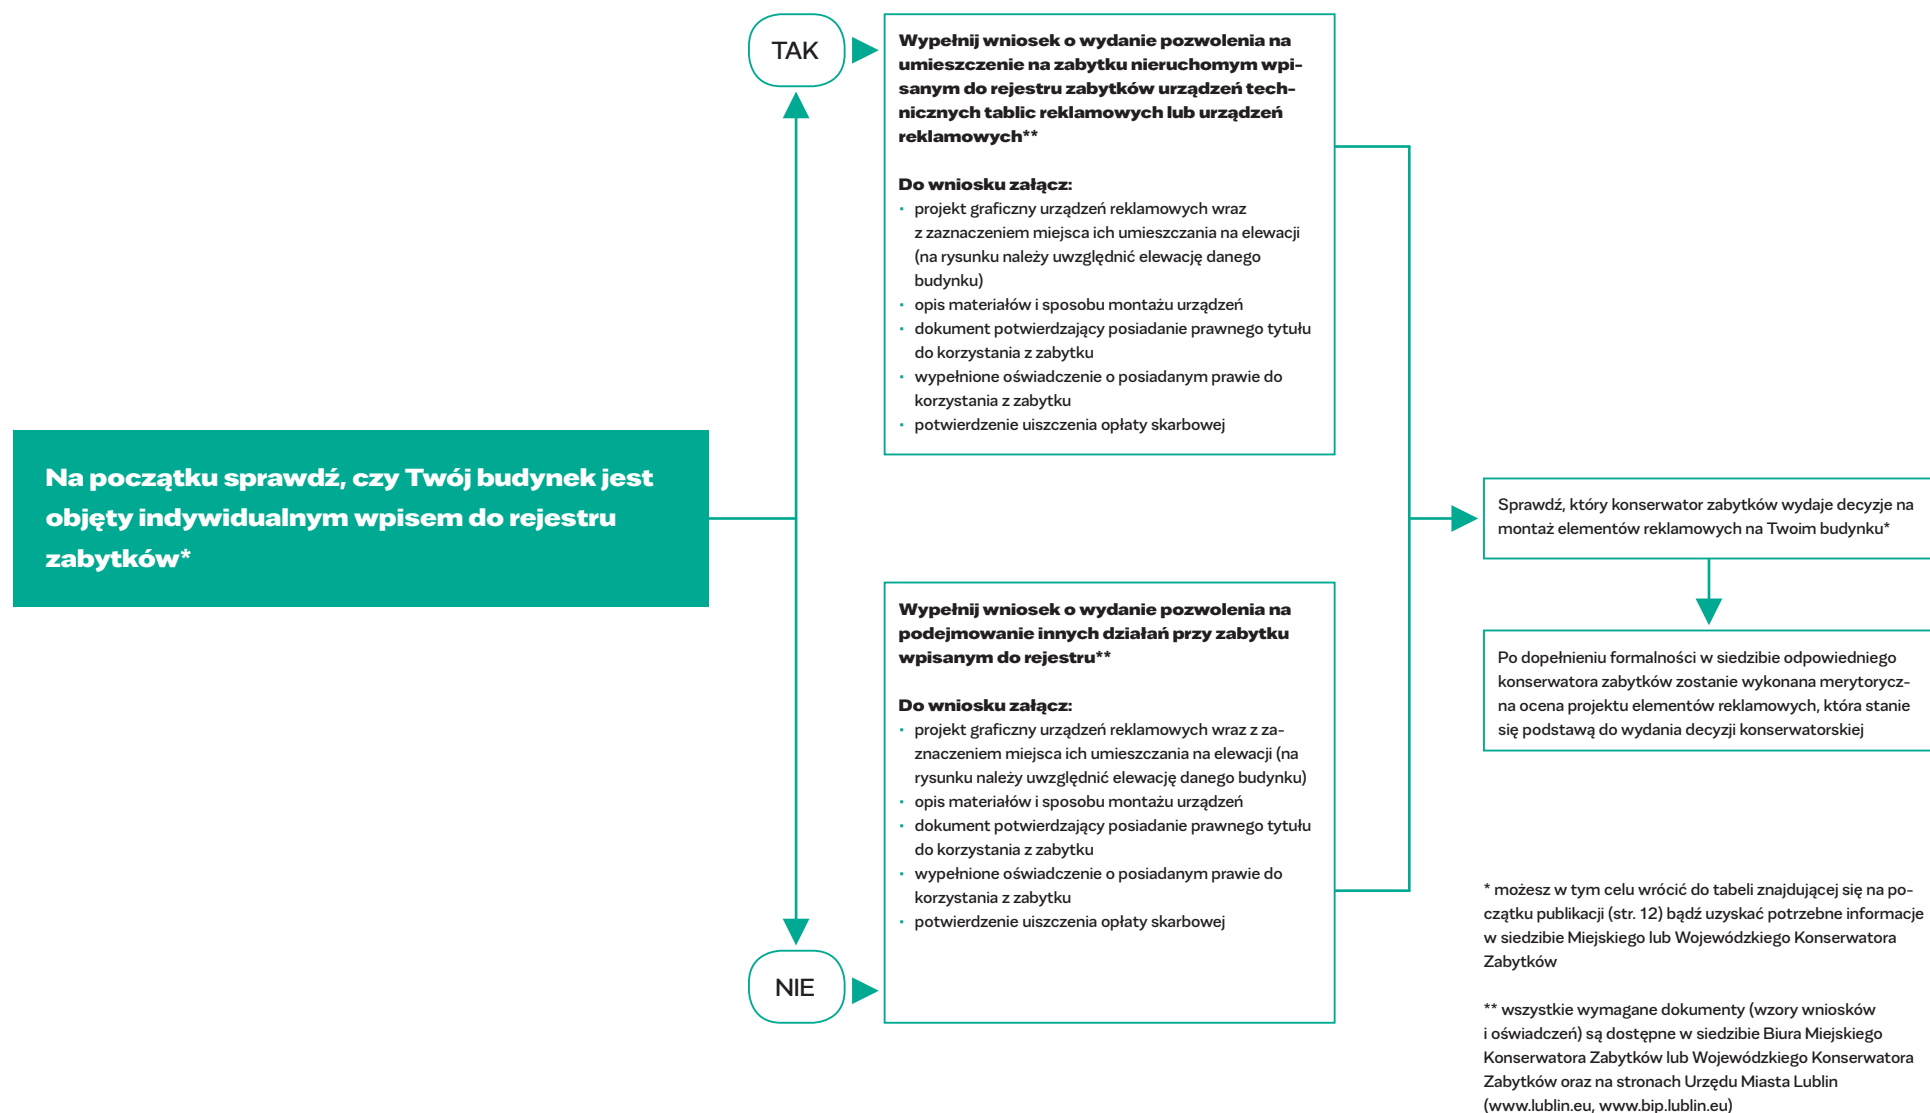 Na początku sprawdź, czy Twój budynek jest
objęty indywidualnym wpisem do rejestru
zabytków*
TAK
Wypełnij wniosek o wydanie pozwolenia na
umieszczenie na zabytku nieruchomym wpi-
sanym do rejestru zabytków urządzeń tech-
nicznych tablic reklamowych lub urządzeń
reklamowych**
Do wniosku załącz:
• projekt graficzny urządzeń reklamowych wraz
z zaznaczeniem miejsca ich umieszczania na elewacji
(na rysunku należy uwzględnić elewację danego
budynku)
• opis materiałów i sposobu montażu urządzeń
• dokument potwierdzający posiadanie prawnego tytułu
do korzystania z zabytku
• wypełnione oświadczenie o posiadanym prawie do
korzystania z zabytku
• potwierdzenie uiszczenia opłaty skarbowej
NIE
Wypełnij wniosek o wydanie pozwolenia na
podejmowanie innych działań przy zabytku
wpisanym do rejestru**
Do wniosku załącz:
• projekt graficzny urządzeń reklamowych wraz z za-
znaczeniem miejsca ich umieszczania na elewacji (na
rysunku należy uwzględnić elewację danego budynku)
• opis materiałów i sposobu montażu urządzeń
• dokument potwierdzający posiadanie prawnego tytułu
do korzystania z zabytku
• wypełnione oświadczenie o posiadanym prawie do
korzystania z zabytku
• potwierdzenie uiszczenia opłaty skarbowej
Sprawdź, który konserwator zabytków wydaje decyzje na
montaż elementów reklamowych na Twoim budynku*
Po dopełnieniu formalności w siedzibie odpowiedniego
konserwatora zabytków zostanie wykonana merytorycz-
na ocena projektu elementów reklamowych, która stanie
się podstawą do wydania decyzji konserwatorskiej
* możesz w tym celu wrócić do tabeli znajdującej się na po-
czątku publikacji (str. 12) bądź uzyskać potrzebne informacje
w siedzibie Miejskiego lub Wojewódzkiego Konserwatora
Zabytków
** wszystkie wymagane dokumenty (wzory wniosków
i oświadczeń) są dostępne w siedzibie Biura Miejskiego
Konserwatora Zabytków lub Wojewódzkiego Konserwatora
Zabytków oraz na stronach Urzędu Miasta Lublin
(www.lublin.eu, www.bip.lublin.eu)